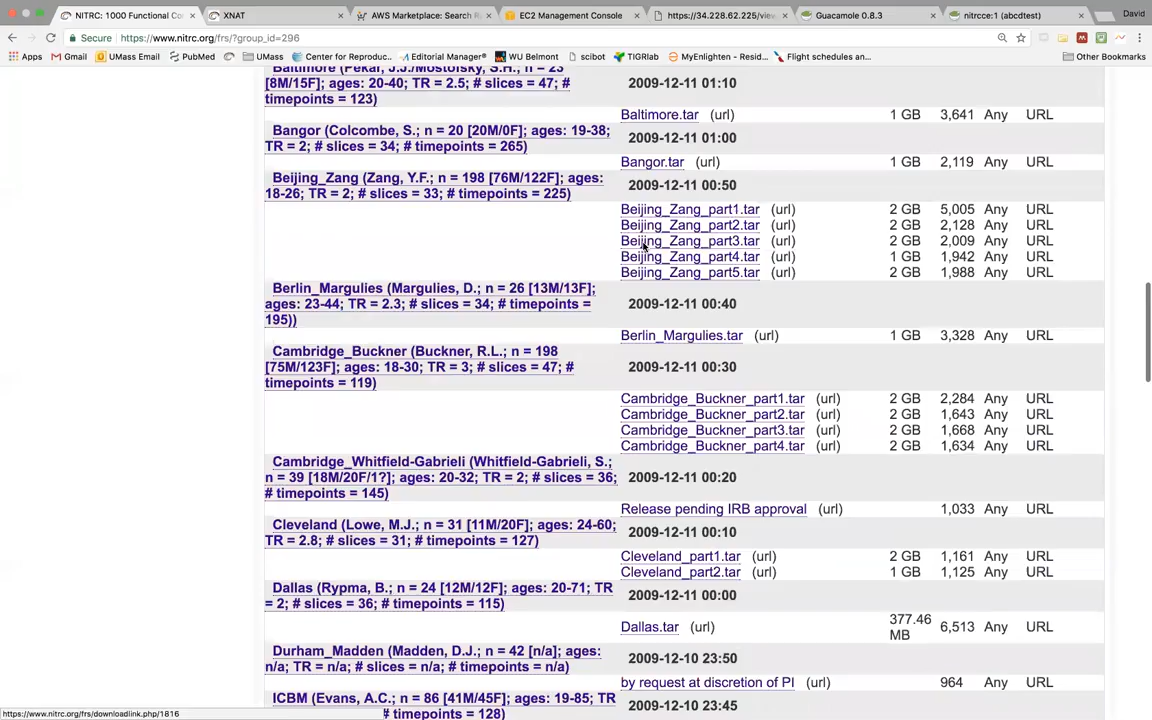 NITRC: 1000 Functional Co
XNAT
AWS Marketplace: Search R
EC2 Management Console
https://34.228.62.225/view
Guacamole 0.8.3
nitrcce:1 (abcdtest)
David
Secure
https://www.nitrc.org/frs/?group_id=296
Apps
Gmail
UMass Email
PubMed
UMass
Center for Reproduc..
Editorial Manager®
WU Belmont
scibot
TIGRlab
MyEnlighten - Resid...
Flight schedules an...
Other Bookmarks
Baltimore (Pekar, J.J./Mostofsky, S.H.; n = 23
[8M/15F]; ages: 20-40; TR = 2.5; # slices = 47; #
timepoints = 123)
2009-12-11 01:10
Baltimore.tar (url) 1 GB 3,641 Any URL
Bangor (Colcombe, S.; n = 20 [20M/0F]; ages: 19-38;
TR = 2; # slices = 34; # timepoints = 265)
2009-12-11 01:00
Bangor.tar (url) 1 GB 2,119 Any URL
Beijing_Zang (Zang, Y.F.; n = 198 [76M/122F]; ages:
18-26; TR = 2; # slices = 33; # timepoints = 225)
2009-12-11 00:50
Beijing_Zang_part1.tar (url) 2 GB 5,005 Any URL
Beijing_Zang_part2.tar (url) 2 GB 2,128 Any URL
Beijing_Zang_part3.tar (url) 2 GB 2,009 Any URL
Beijing_Zang_part4.tar (url) 1 GB 1,942 Any URL
Beijing_Zang_part5.tar (url) 2 GB 1,988 Any URL
Berlin_Margulies (Margulies, D.; n = 26 [13M/13F];
ages: 23-44; TR = 2.3; # slices = 34; # timepoints =
195))
2009-12-11 00:40
Berlin_Margulies.tar (url) 1 GB 3,328 Any URL
Cambridge_Buckner (Buckner, R.L.; n = 198
[75M/123F]; ages: 18-30; TR = 3; # slices = 47; #
timepoints = 119)
2009-12-11 00:30
Cambridge_Buckner_part1.tar (url) 2 GB 2,284 Any URL
Cambridge_Buckner_part2.tar (url) 2 GB 1,643 Any URL
Cambridge_Buckner_part3.tar (url) 2 GB 1,668 Any URL
Cambridge_Buckner_part4.tar (url) 2 GB 1,634 Any URL
Cambridge_Whitfield-Gabrieli (Whitfield-Gabrieli, S.;
n = 39 [18M/20F/1?]; ages: 20-32; TR = 2; # slices = 36;
# timepoints = 145)
2009-12-11 00:20
Release pending IRB approval (url) 1,033 Any URL
Cleveland (Lowe, M.J.; n = 31 [11M/20F]; ages: 24-60;
TR = 2.8; # slices = 31; # timepoints = 127)
2009-12-11 00:10
Cleveland_part1.tar (url) 2 GB 1,161 Any URL
Cleveland_part2.tar (url) 1 GB 1,125 Any URL
Dallas (Rypma, B.; n = 24 [12M/12F]; ages: 20-71; TR
= 2; # slices = 36; # timepoints = 115)
2009-12-11 00:00
Dallas.tar (url) 377.46 MB 6,513 Any URL
Durham_Madden (Madden, D.J.; n = 42 [n/a]; ages:
n/a; TR = n/a; # slices = n/a; # timepoints = n/a)
2009-12-10 23:50
by request at discretion of PI (url) 964 Any URL
ICBM (Evans, A.C.; n = 86 [41M/45F]; ages: 19-85; TR
# timepoints = 128)
2009-12-10 23:45
https://www.nitrc.org/frs/downloadlink.php/1816